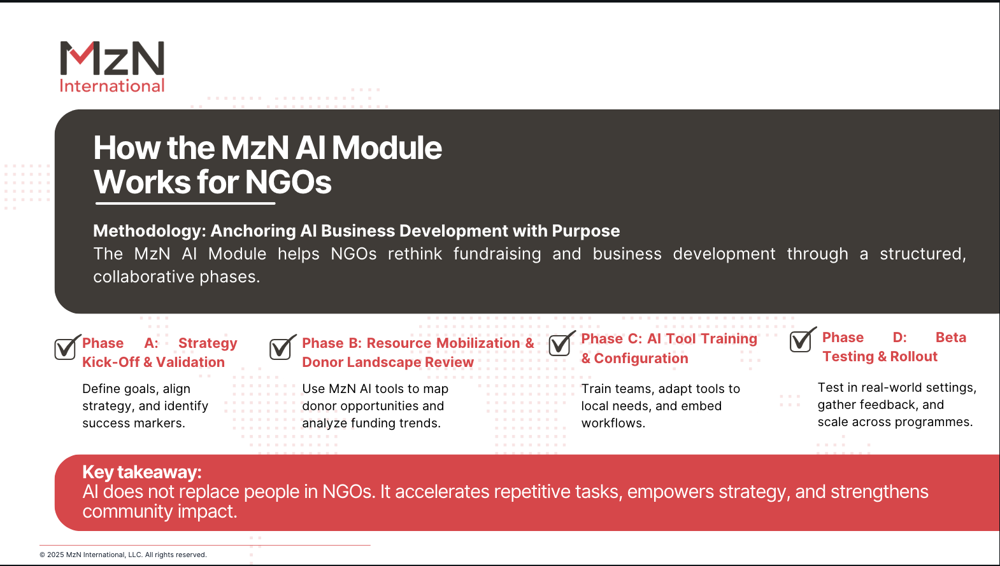 MzN
International
How the MzN AI Module
Works for NGOs
Methodology: Anchoring AI Business Development with Purpose
The MzN AI Module helps NGOs rethink fundraising and business development through a structured,
collaborative phases.
Phase A: Strategy
Kick-Off & Validation
Define goals, align
strategy, and identify
success markers.
Phase B: Resource Mobilization &
Donor Landscape Review
Use MzN AI tools to map
donor opportunities and
analyze funding trends.
Phase C: AI Tool Training
& Configuration
Train teams, adapt tools to
local needs, and embed
workflows.
Phase D: Beta
Testing & Rollout
Test in real-world settings,
gather feedback, and
scale across programmes.
Key takeaway:
AI does not replace people in NGOs. It accelerates repetitive tasks, empowers strategy, and strengthens
community impact.
© 2025 MzN International, LLC. All rights reserved.